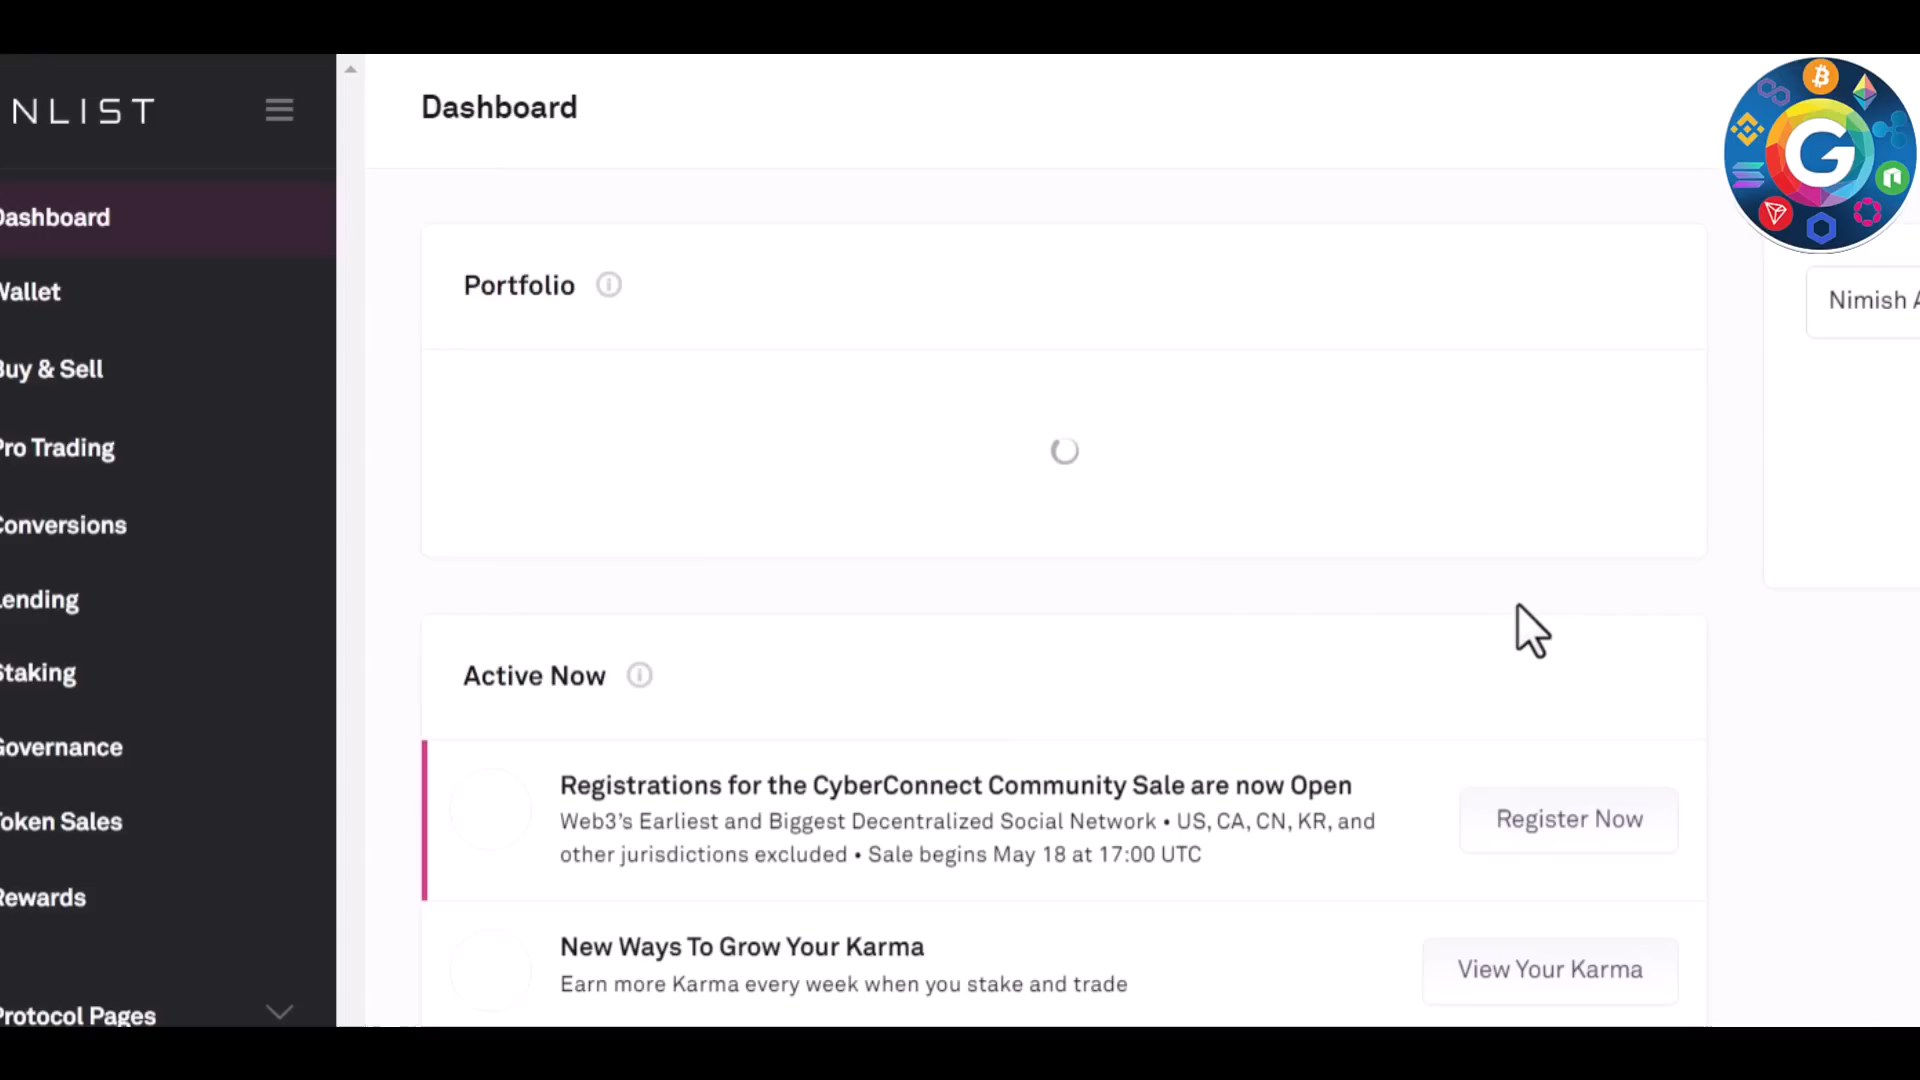 NLIST
Dashboard
Dashboard
Wallet
Buy & Sell
Pro Trading
Conversions
Lending
Staking
Governance
Token Sales
Rewards
Protocol Pages
Portfolio
Nimish A
Active Now
Registrations for the CyberConnect Community Sale are now Open
Web3's Earliest and Biggest Decentralized Social Network • US, CA, CN, KR, and
other jurisdictions excluded • Sale begins May 18 at 17:00 UTC
Register Now
New Ways To Grow Your Karma
Earn more Karma every week when you stake and trade
View Your Karma
G